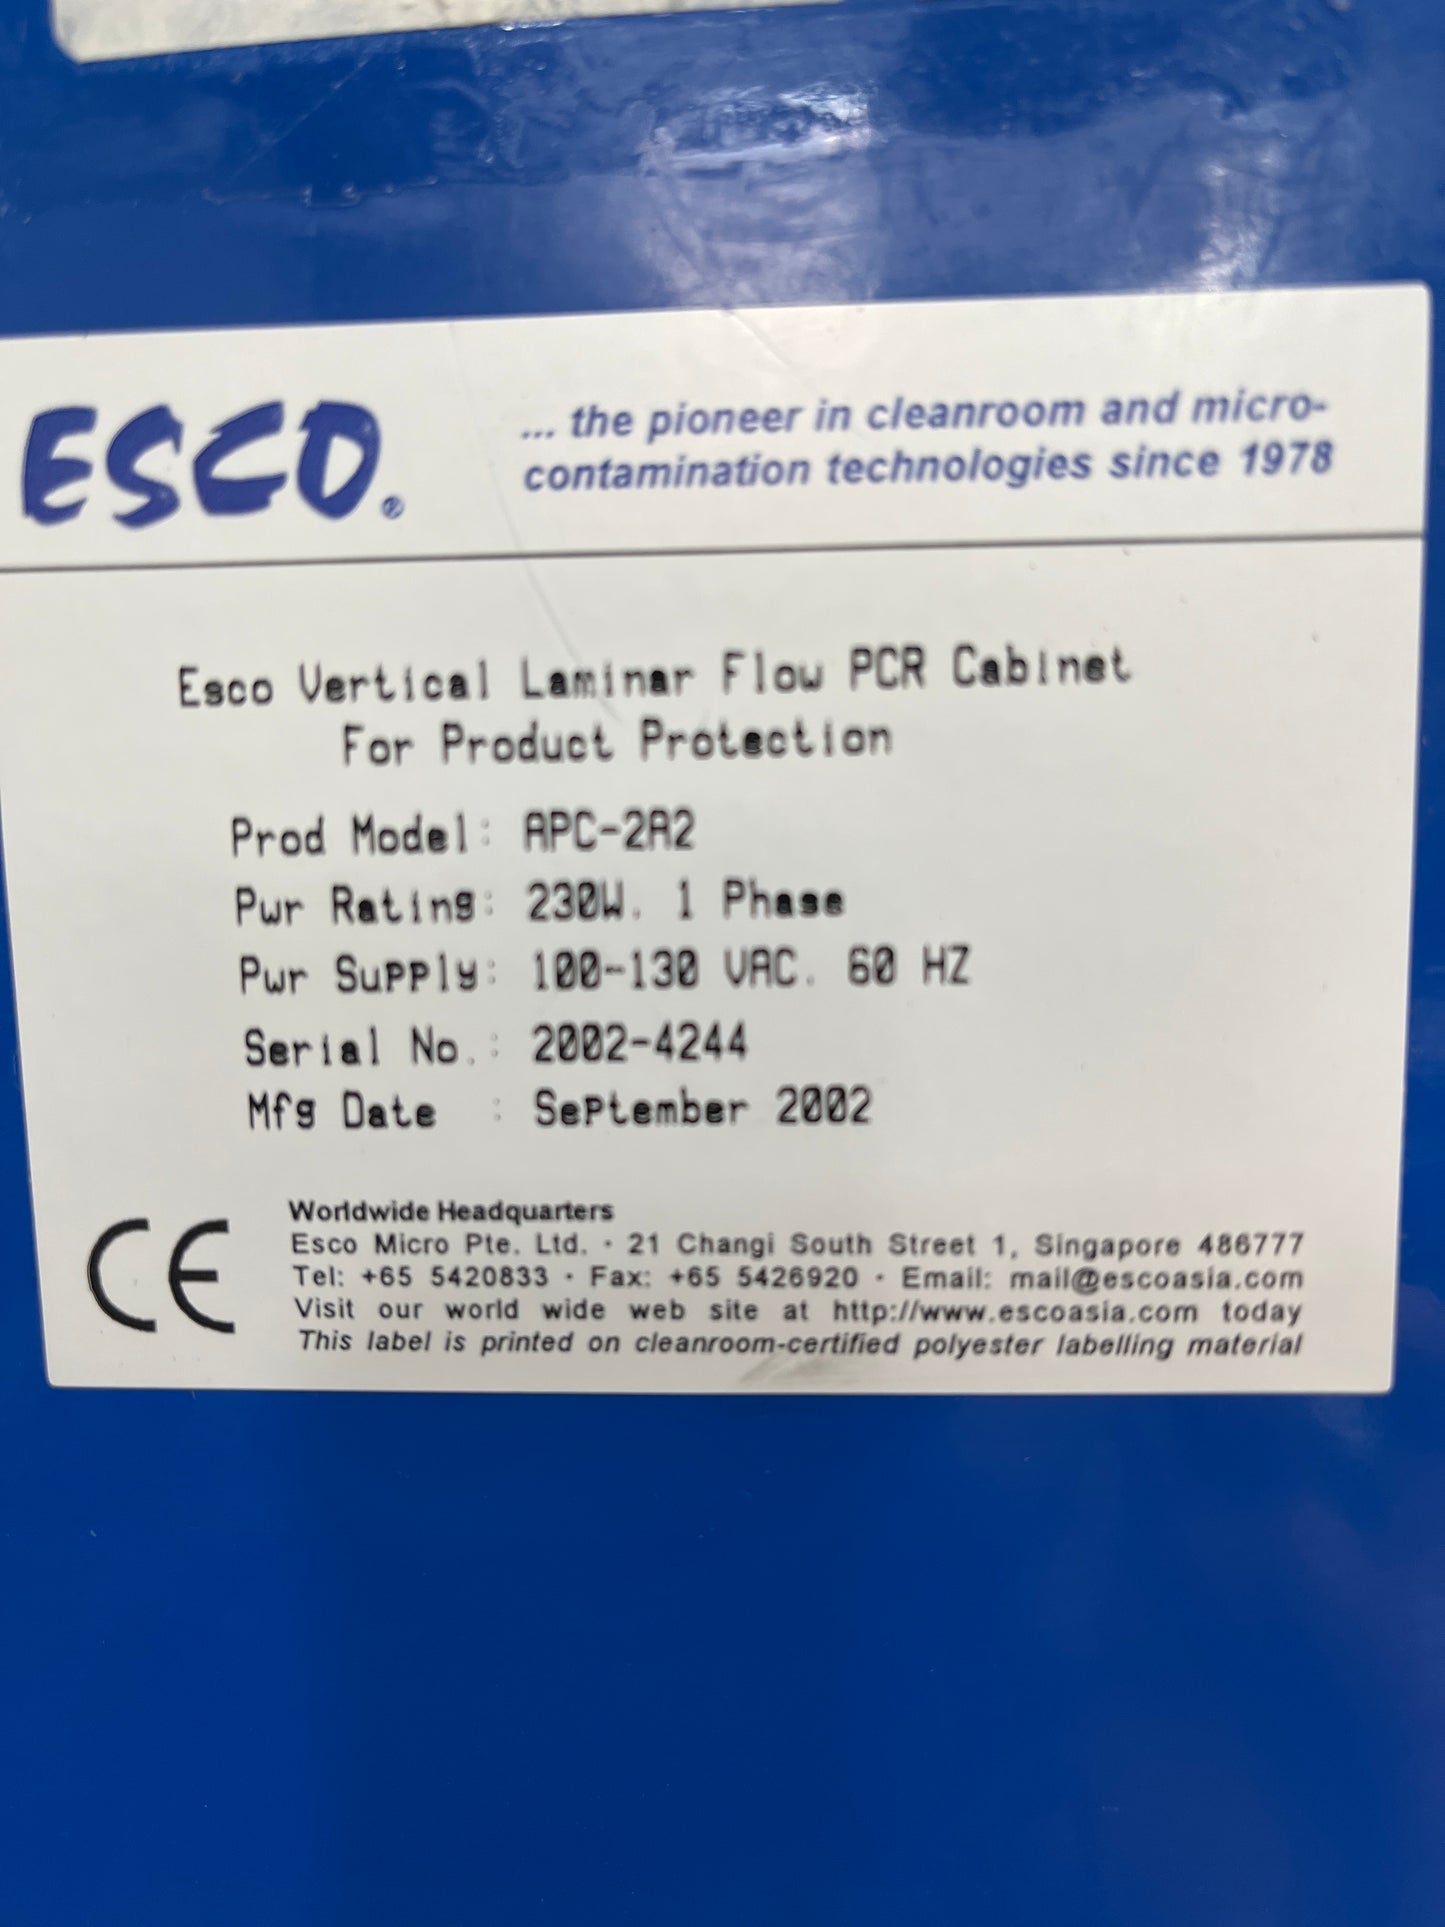 ESCO®
... the pioneer in cleanroom and micro-
contamination technologies since 1978
Esco Vertical Laminar Flow PCR Cabinet
For Product Protection
Prod Model: APC-2A2
Pwr Rating: 230W, 1 Phase
Pwr Supply: 100-130 VAC, 60 HZ
Serial No.: 2002-4244
Mfg Date : September 2002
CE
Worldwide Headquarters
Esco Micro Pte. Ltd. · 21 Changi South Street 1, Singapore 486777
Tel: +65 5420833 · Fax: +65 5426920 · Email: mail@escoasia.com
Visit our world wide web site at http://www.escoasia.com today
This label is printed on cleanroom-certified polyester labelling material